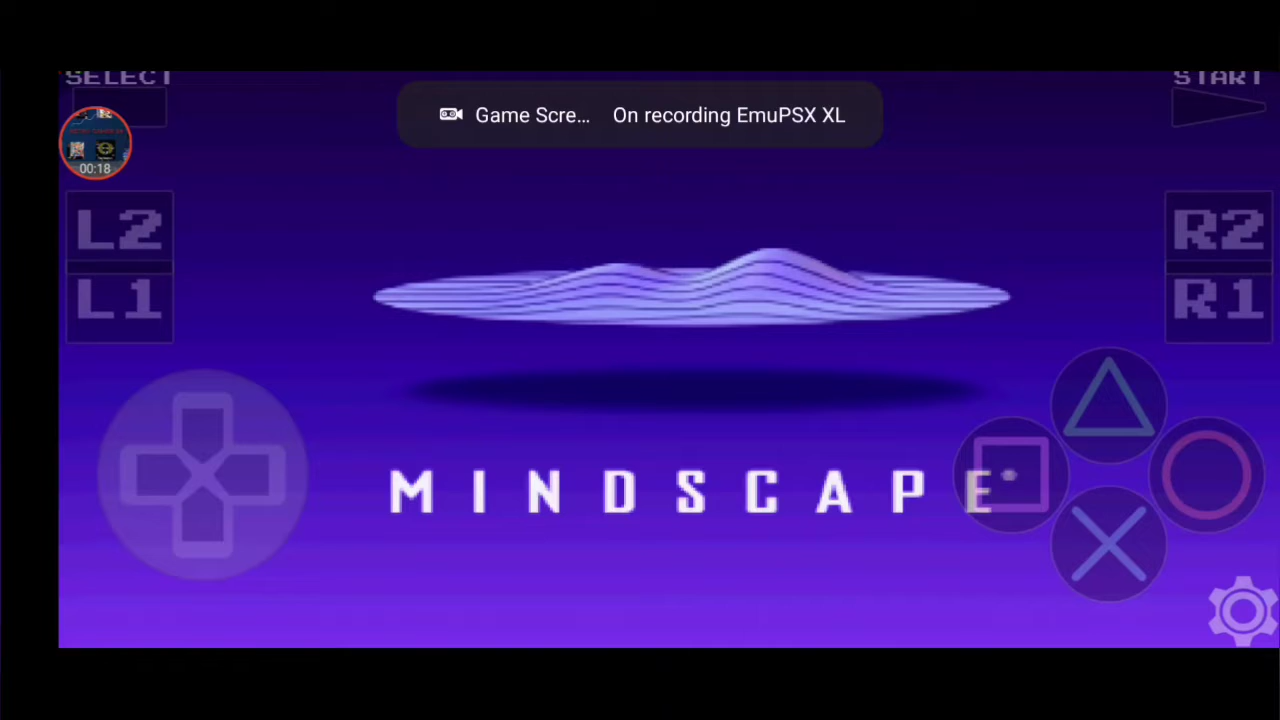 SELECT
START
Game Scre... On recording EmuPSX XL
00:18
L2
R2
L1
R1
MINDSCAPE